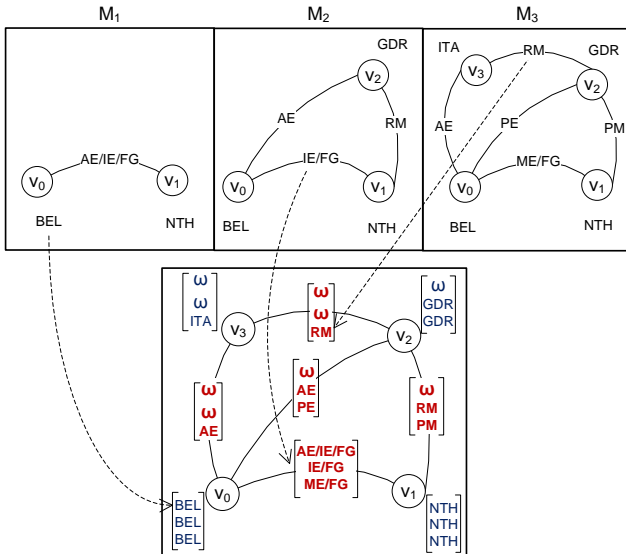 M1 M2 M3
AE/IE/FG
v0 v1
BEL NTH
GDR
v2
AE RM
IE/FG
v0 v1
BEL NTH
ITA RM GDR
v3 v2
AE PE PM
ME/FG
v0 v1
BEL NTH
ω
ω
ITA
v3
ω
ω
RM
v2
ω
GDR
GDR
ω
ω
AE
ω
AE
PE
ω
RM
PM
v0
AE/IE/FG
IE/FG
ME/FG
v1
BEL
BEL
BEL
NTH
NTH
NTH